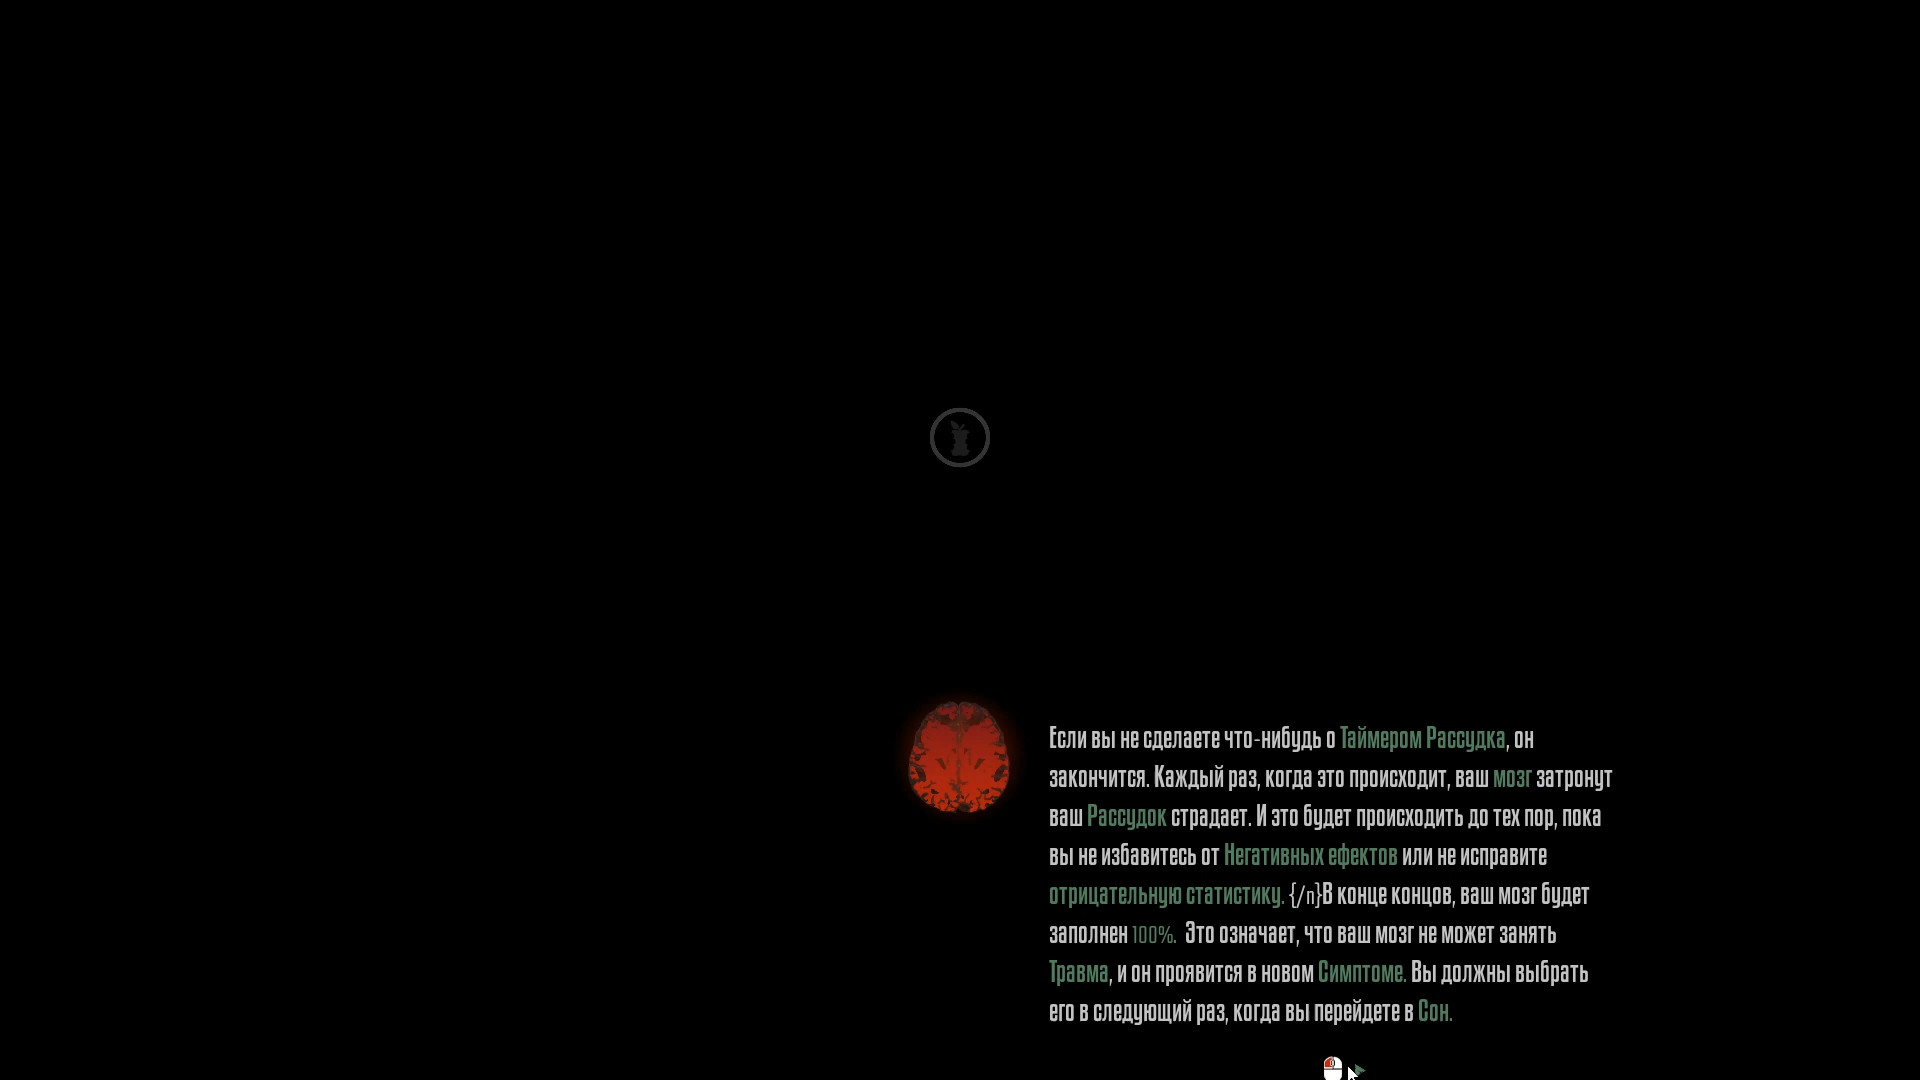 Если вы не сделаете что-нибудь о Таймером Рассудка, он
закончится. Каждый раз, когда это происходит, ваш мозг затронут
ваш Рассудок страдает. И это будет происходить до тех пор, пока
вы не избавитесь от Негативных ефектов или не исправите
отрицательную статистику. {/n}В конце концов, ваш мозг будет
заполнен 100%. Это означает, что ваш мозг не может занять
Травма, и он проявится в новом Симптоме. Вы должны выбрать
его в следующий раз, когда вы перейдете в Сон.